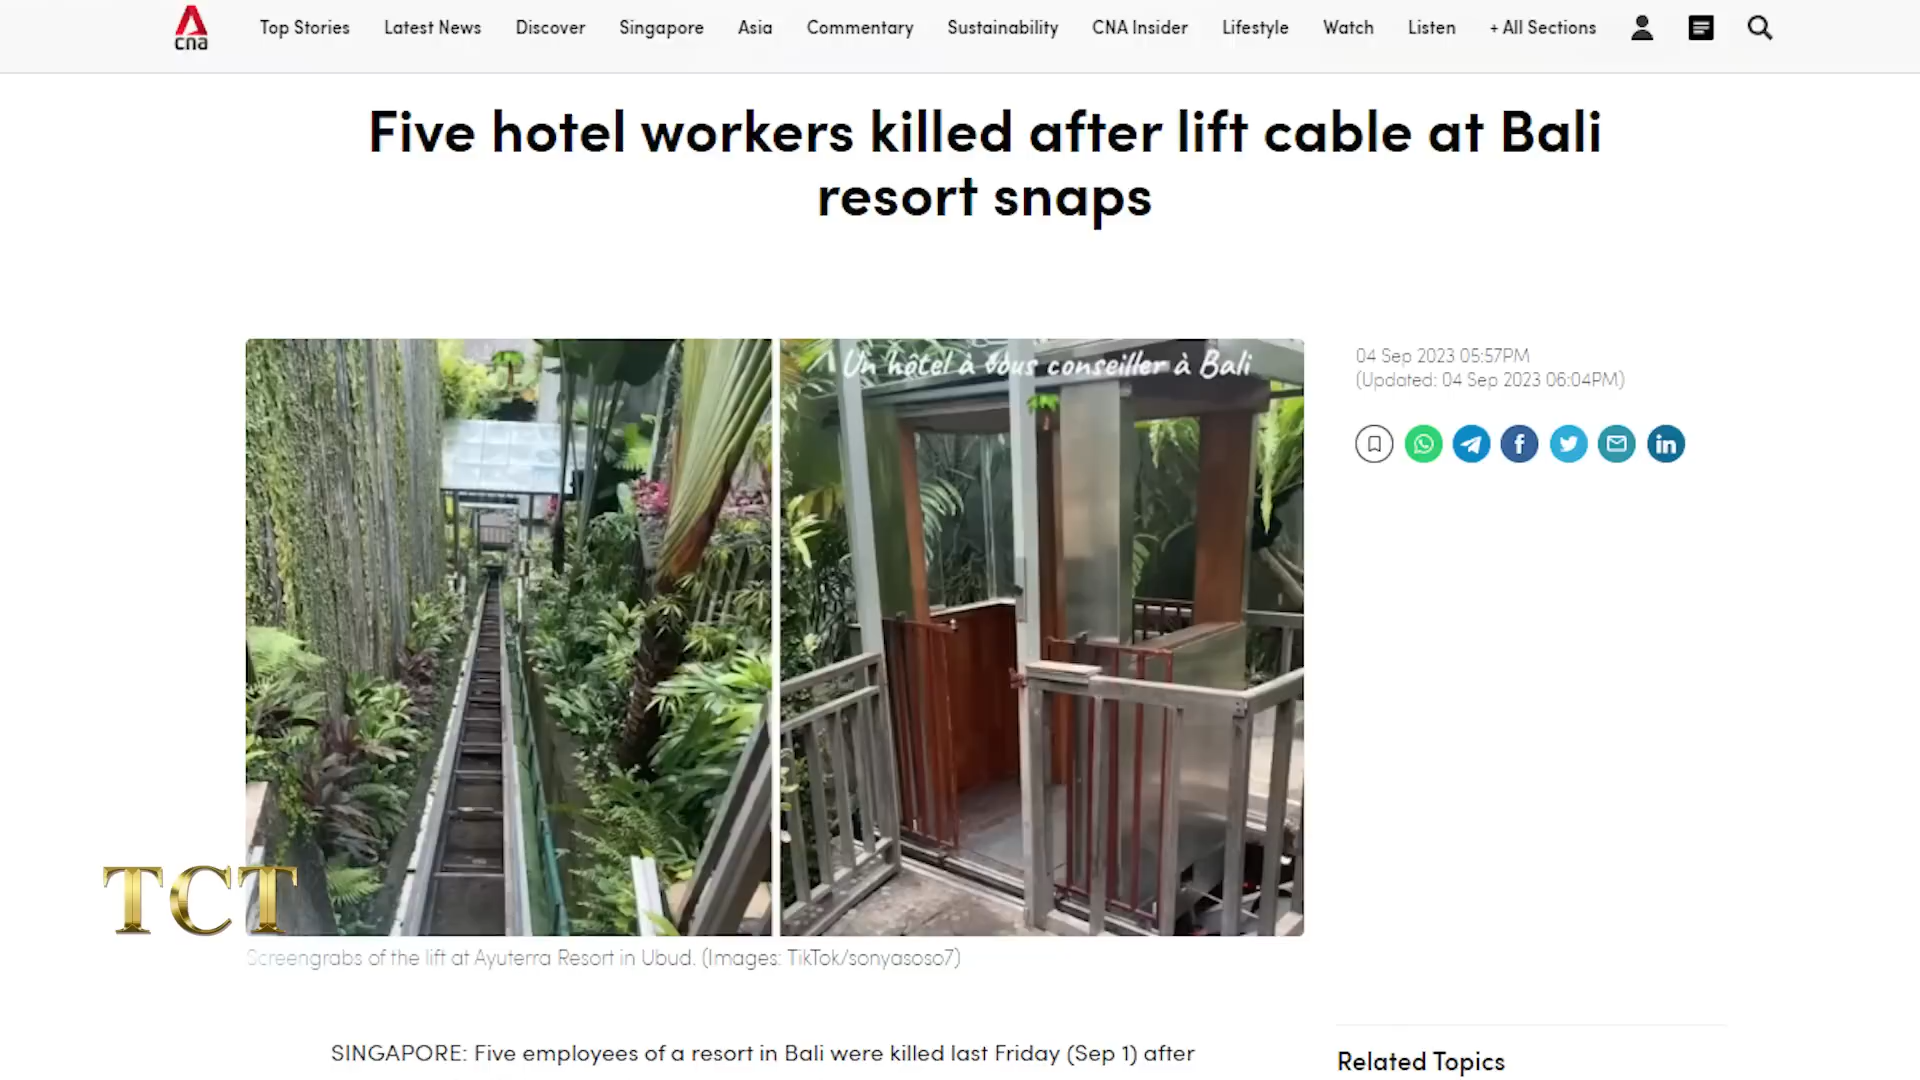 cna
Top Stories Latest News Discover Singapore Asia Commentary Sustainability CNA Insider Lifestyle Watch Listen + All Sections
Five hotel workers killed after lift cable at Bali
resort snaps
Un hôtel à vous conseiller à Bali
04 Sep 2023 05:57PM
(Updated: 04 Sep 2023 06:04PM)
TCT
Screengrabs of the lift at Ayuterra Resort in Ubud. (Images: TikTok/sonyasoso7)
SINGAPORE: Five employees of a resort in Bali were killed last Friday (Sep 1) after
Related Topics